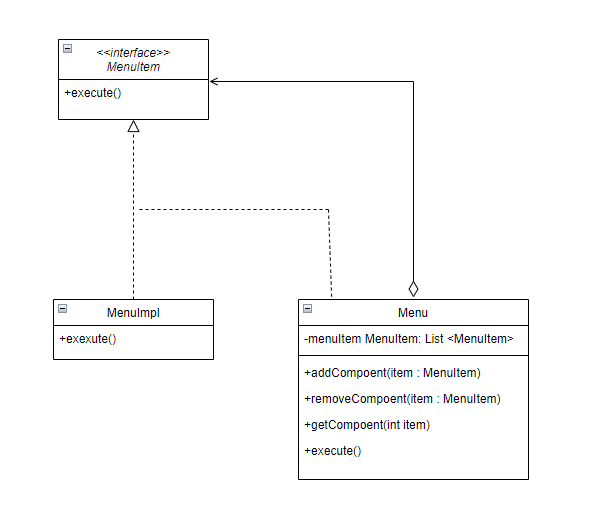 <<interface>>
MenuItem
+execute()
MenuImpl
+exexute()
Menu
-menuItem MenuItem: List <MenuItem>
+addCompoent(item : MenuItem)
+removeCompoent(item : MenuItem)
+getCompoent(int item)
+execute()